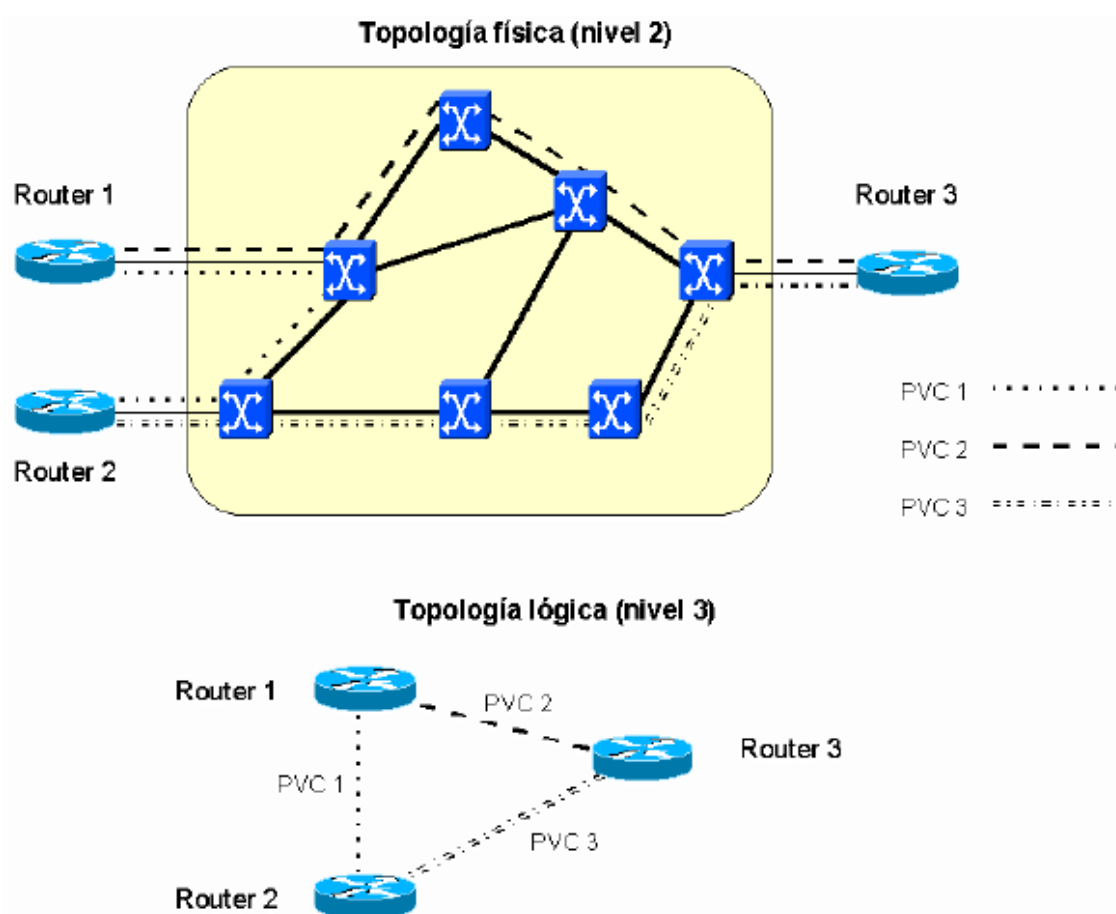 Topología física (nivel 2)
Router 1
Router 3
Router 2
PVC 1
PVC 2
PVC 3
Topología lógica (nivel 3)
Router 1
PVC 2
Router 3
PVC 1
PVC 3
Router 2